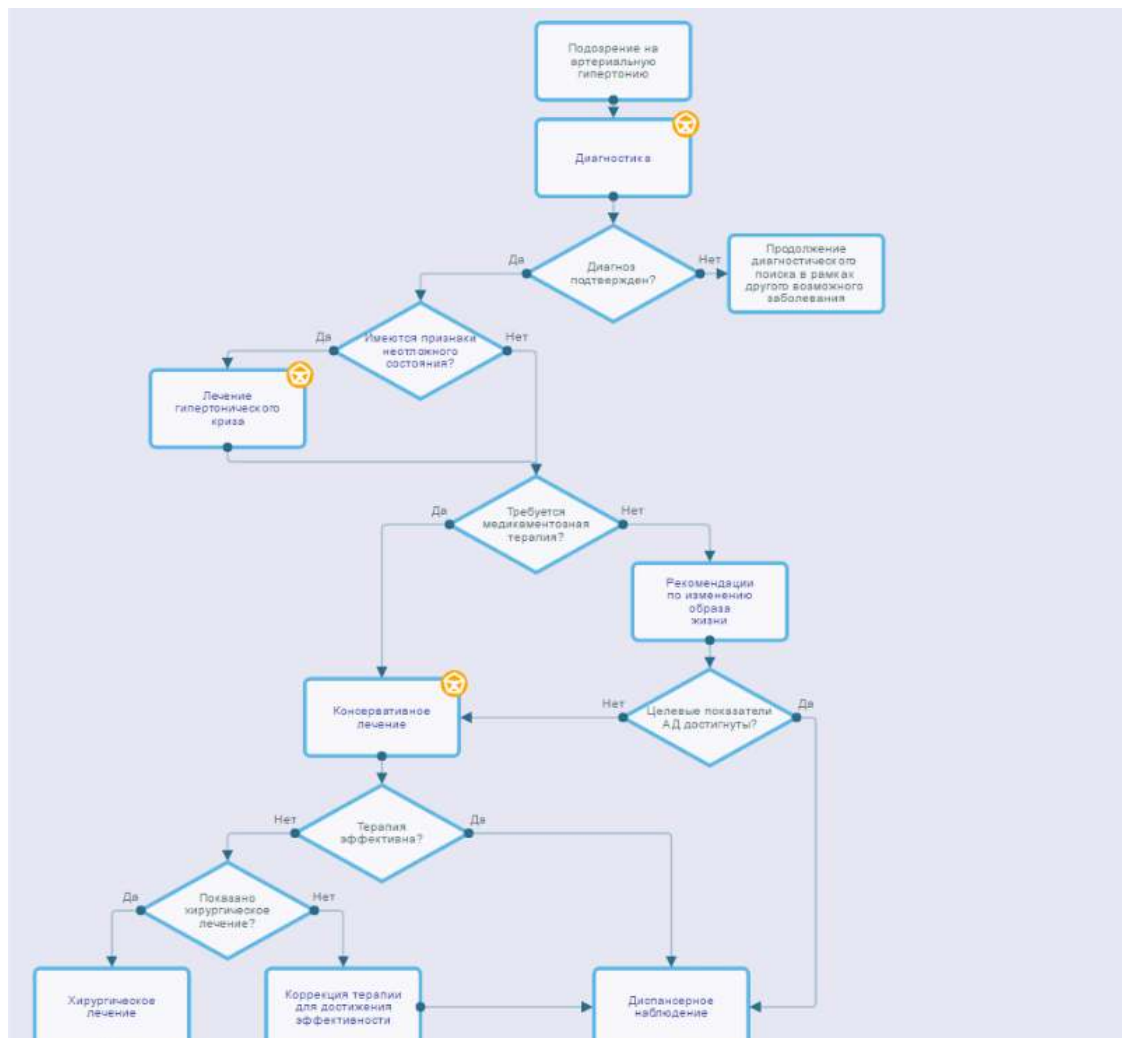 Подозрение на
артериальную
гипертонию
Диагностика
Да
Диагноз
подтвержден?
Нет
Продолжение
диагностического
поиска в рамках
другого возможного
заболевания
Да
Имеются признаки
неотложного
состояния?
Нет
Лечение
гипертонического
криза
Да
Требуется
медикаментозная
терапия?
Нет
Рекомендации
по изменению
образа
жизни
Консервативное
лечение
Нет
Целевые показатели
АД достигнуты?
Да
Нет
Терапия
эффективна?
Да
Да
Показано
хирургическое
лечение?
Нет
Хирургическое
лечение
Коррекция терапии
для достижения
эффективности
Диспансерное
наблюдение